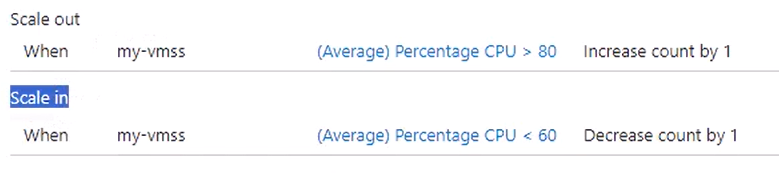 Scale out
When my-vmss (Average) Percentage CPU > 80 Increase count by 1
Scale in
When my-vmss (Average) Percentage CPU < 60 Decrease count by 1